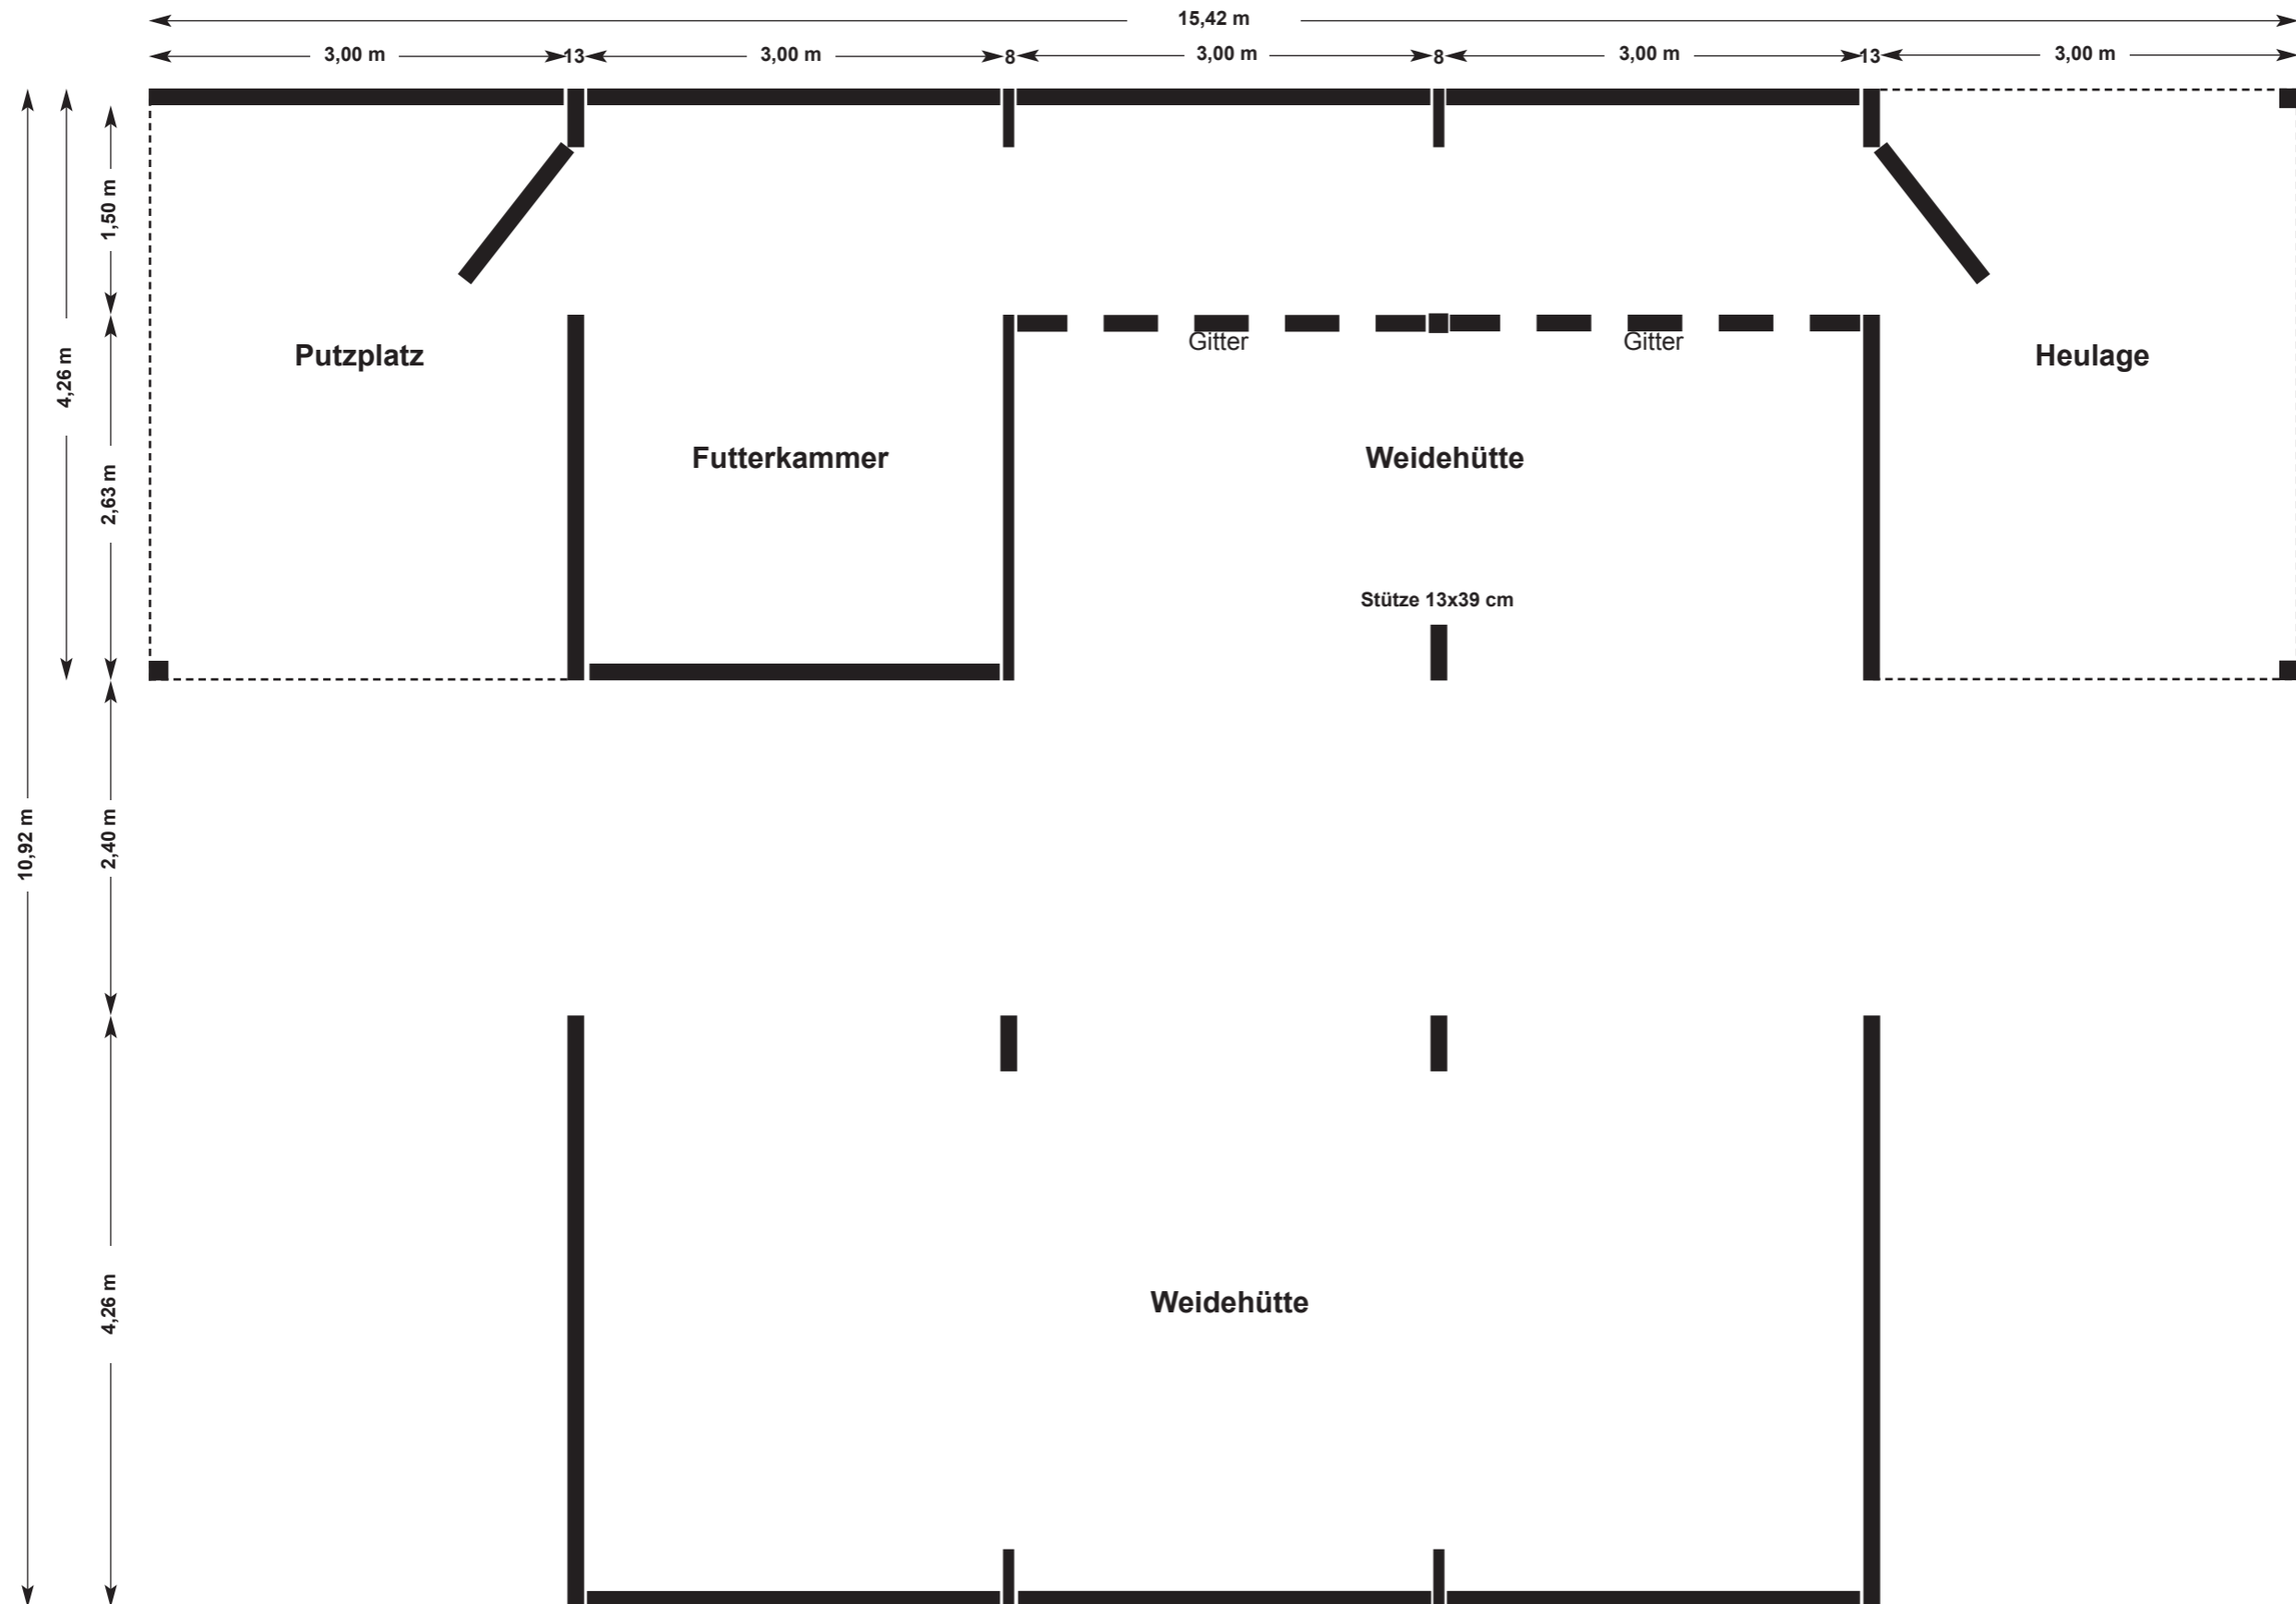 15,42 m
3,00 m
13
3,00 m
8
3,00 m
8
3,00 m
13
3,00 m
1,50 m
4,26 m
2,63 m
10,92 m
2,40 m
4,26 m
Gitter
Gitter
Putzplatz
Heulage
Futterkammer
Weidehütte
Stütze 13x39 cm
Weidehütte